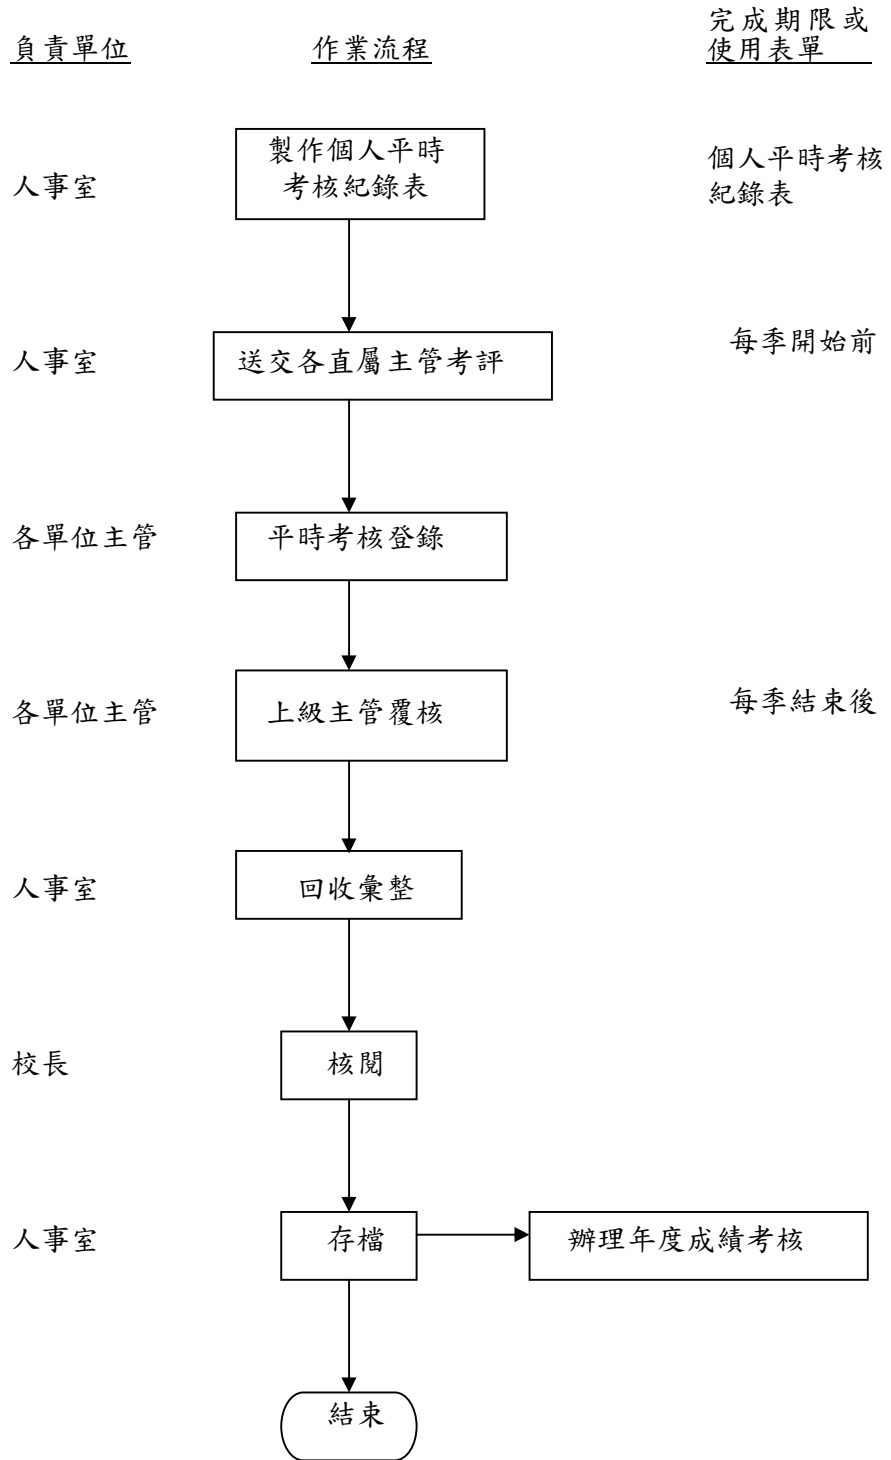 負責單位
作業流程
完成期限或
使用表單
人事室
製作個人平時
考核紀錄表
個人平時考核
紀錄表
人事室
送交各直屬主管考評
每季開始前
各單位主管
平時考核登錄
各單位主管
上級主管覆核
每季結束後
人事室
回收彙整
校長
核閱
人事室
存檔
辦理年度成績考核
結束